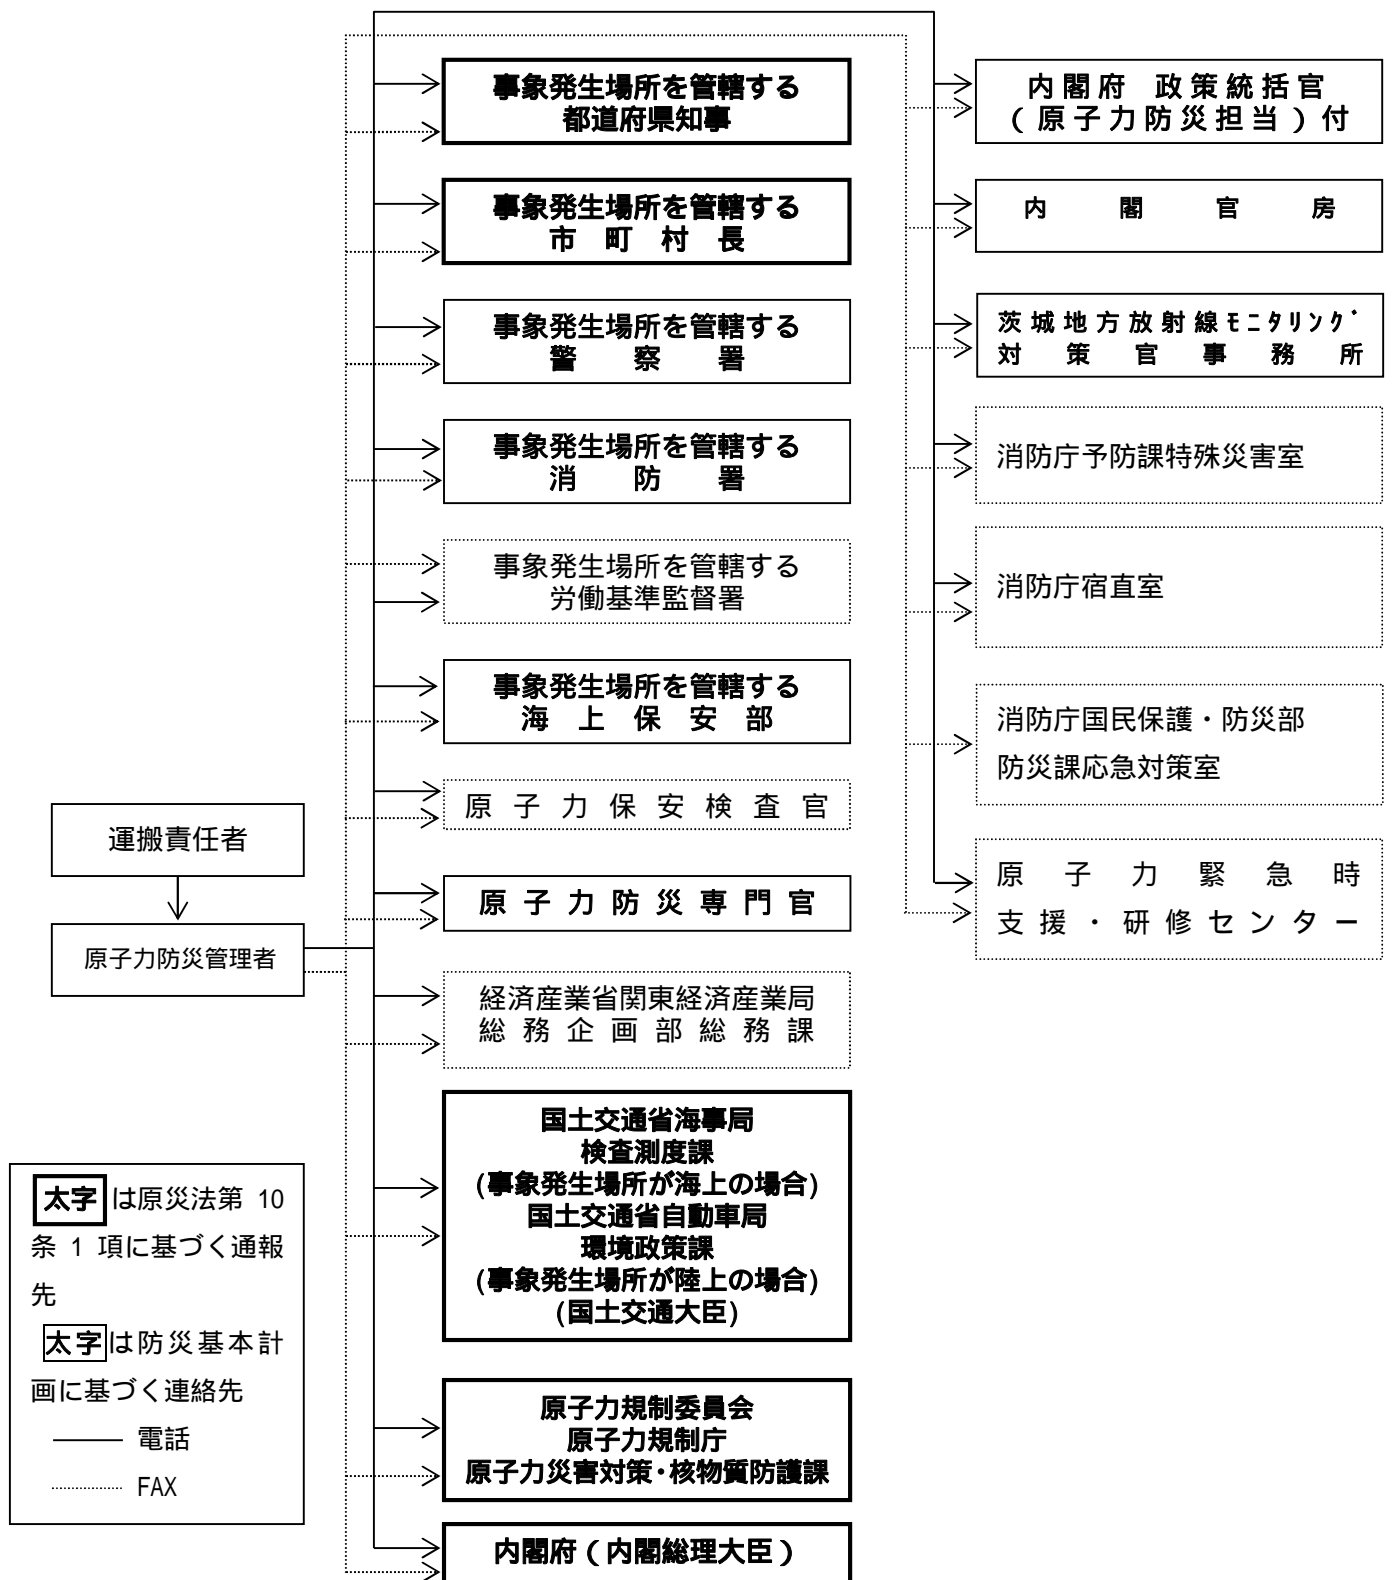 事象発生場所を管轄する
都道府県知事
事象発生場所を管轄する
市町村長
事象発生場所を管轄する
警察署
事象発生場所を管轄する
消防署
事象発生場所を管轄する
労働基準監督署
事象発生場所を管轄する
海上保安部
原子力保安検査官
原子力防災専門官
経済産業省関東経済産業局
総務企画部総務課
国土交通省海事局
検査測度課
(事象発生場所が海上の場合)
国土交通省自動車局
環境政策課
(事象発生場所が陸上の場合)
(国土交通大臣)
原子力規制委員会
原子力規制庁
原子力災害対策・核物質防護課
内閣府（内閣総理大臣）
内閣府 政策統括官
（原子力防災担当）付
内閣官房
茨城地方放射線ﾓﾆﾀﾘﾝｸﾞ
対策官事務所
消防庁予防課特殊災害室
消防庁宿直室
消防庁国民保護・防災部
防災課応急対策室
原子力緊急時
支援・研修センター
運搬責任者
原子力防災管理者
太字は原災法第 10
条 1 項に基づく通報
先
太字は防災基本計
画に基づく連絡先
電話
FAX